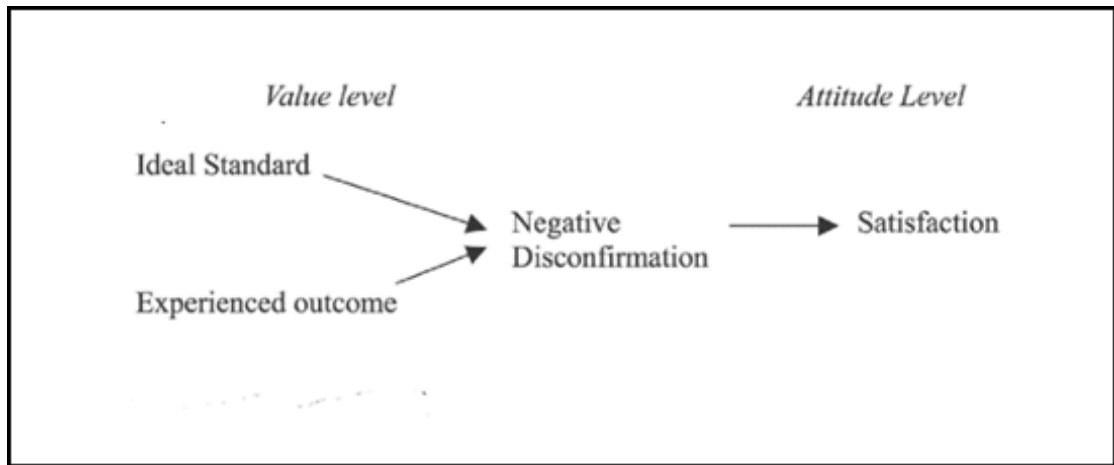 Value level
Attitude Level
Ideal Standard
Negative
Disconfirmation
Satisfaction
Experienced outcome